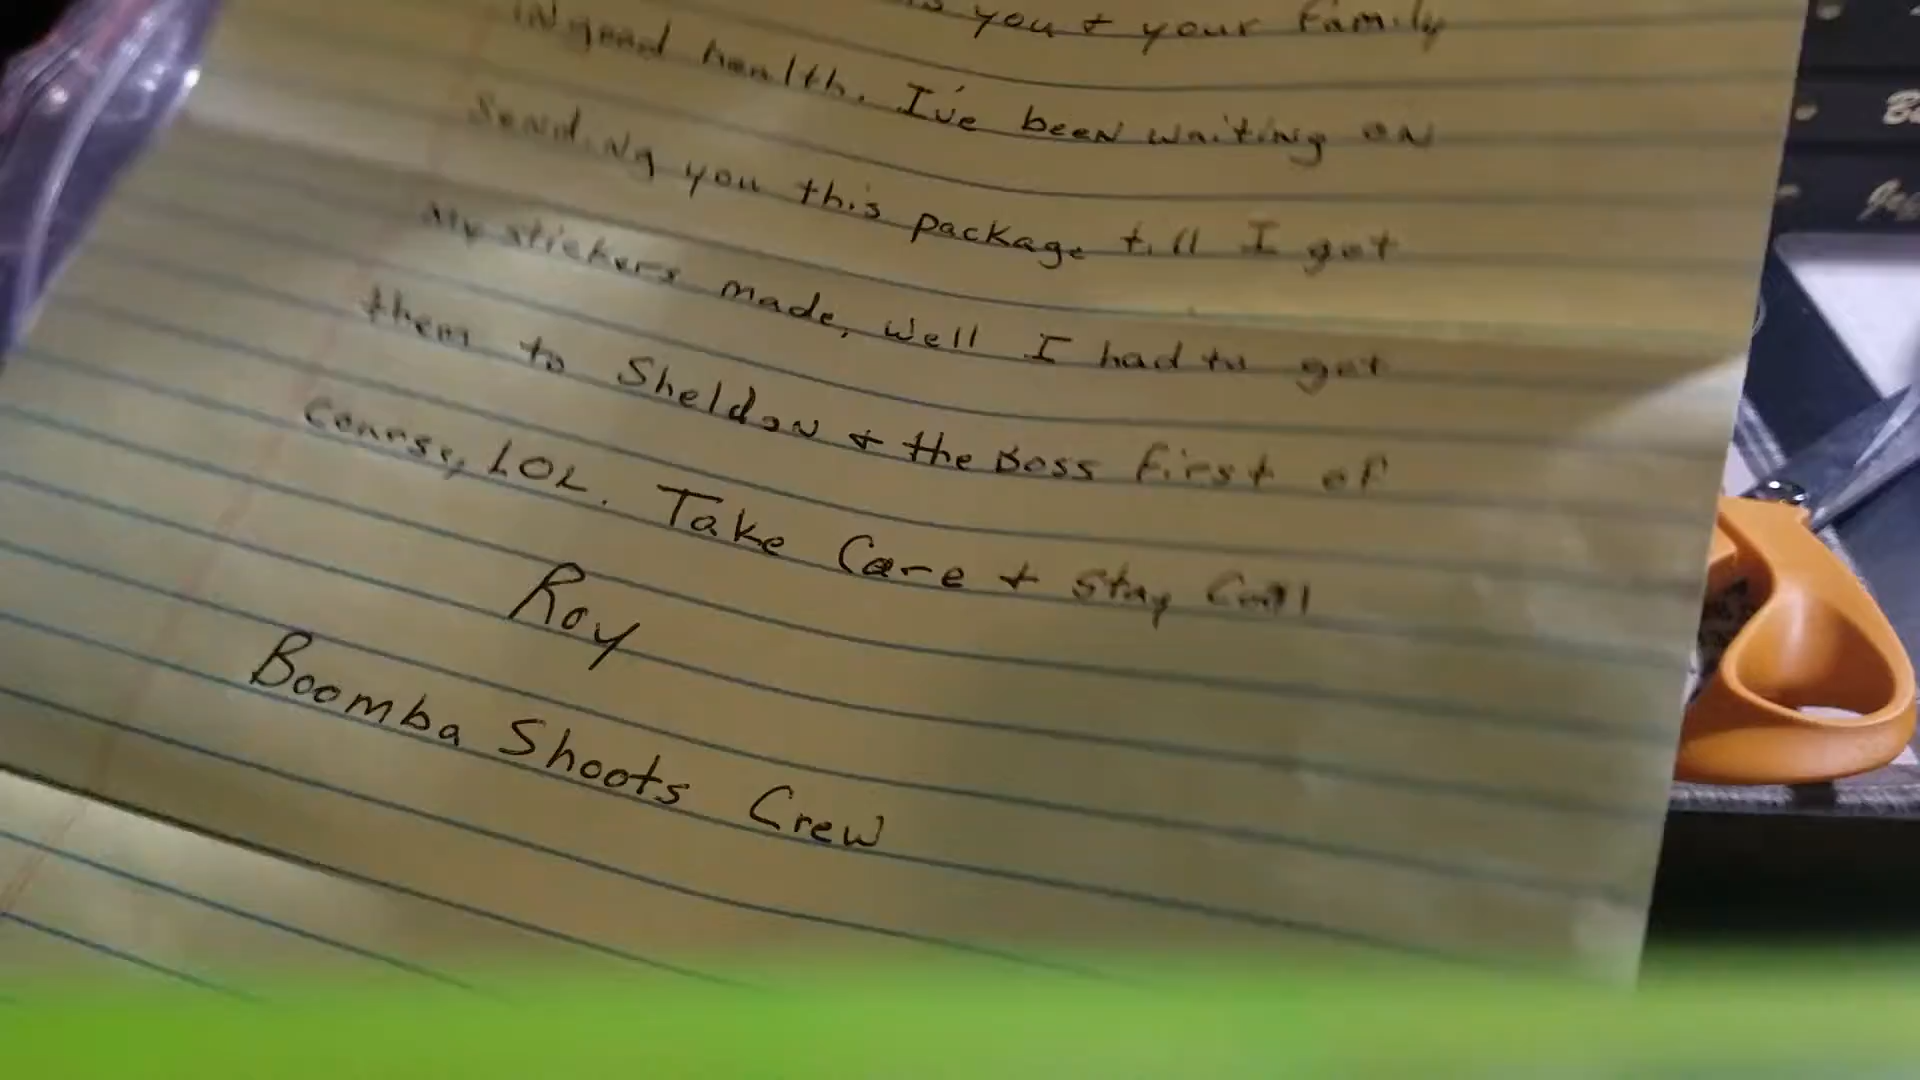 you + your Family
in good health. I've been waiting on
Sending you this package till I got
My stickers made, Well I had to get
them to Sheldon + the Boss first of
course, LOL. Take Care + stay Cool
Roy
Boomba Shoots Crew